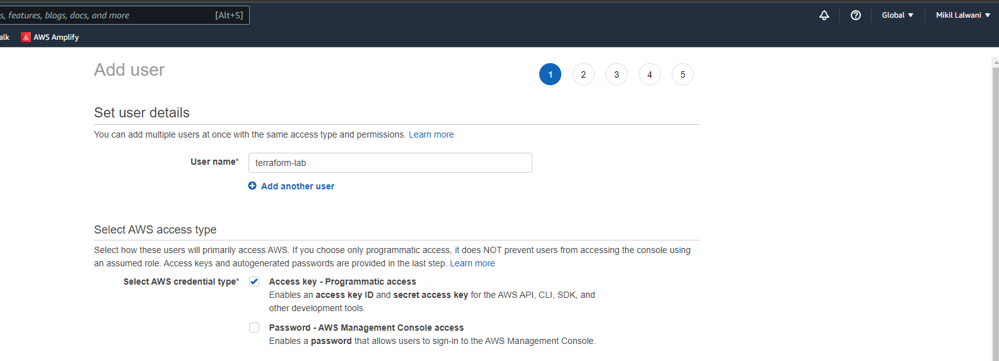 s, features, blogs, docs, and more [Alt+S] Global Mikil Lalwani
alk AWS Amplify
Add user 1 2 3 4 5
Set user details
You can add multiple users at once with the same access type and permissions. Learn more
User name* terraform-lab
Add another user
Select AWS access type
Select how these users will primarily access AWS. If you choose only programmatic access, it does NOT prevent users from accessing the console using
an assumed role. Access keys and autogenerated passwords are provided in the last step. Learn more
Select AWS credential type* Access key - Programmatic access
Enables an access key ID and secret access key for the AWS API, CLI, SDK, and
other development tools.
Password - AWS Management Console access
Enables a password that allows users to sign-in to the AWS Management Console.